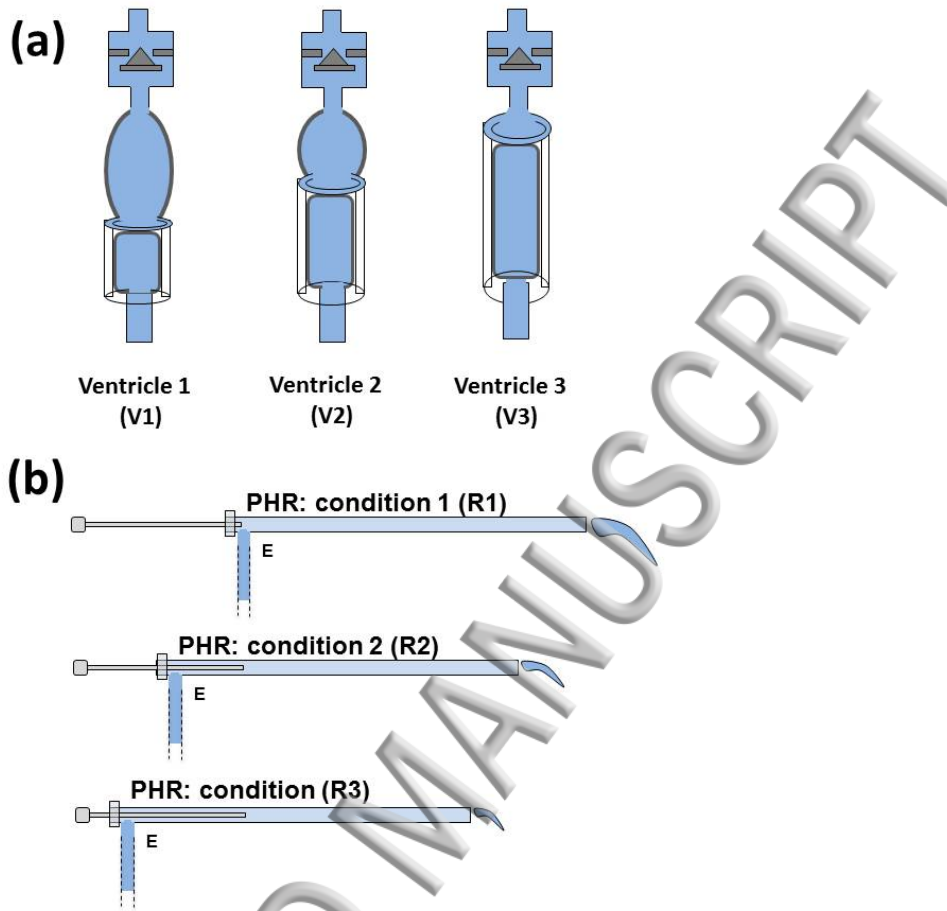 (a)
Ventricle 1
(V1)
Ventricle 2
(V2)
Ventricle 3
(V3)
(b)
PHR: condition 1 (R1)
E
PHR: condition 2 (R2)
E
PHR: condition (R3)
E
D MANUSCRIPT